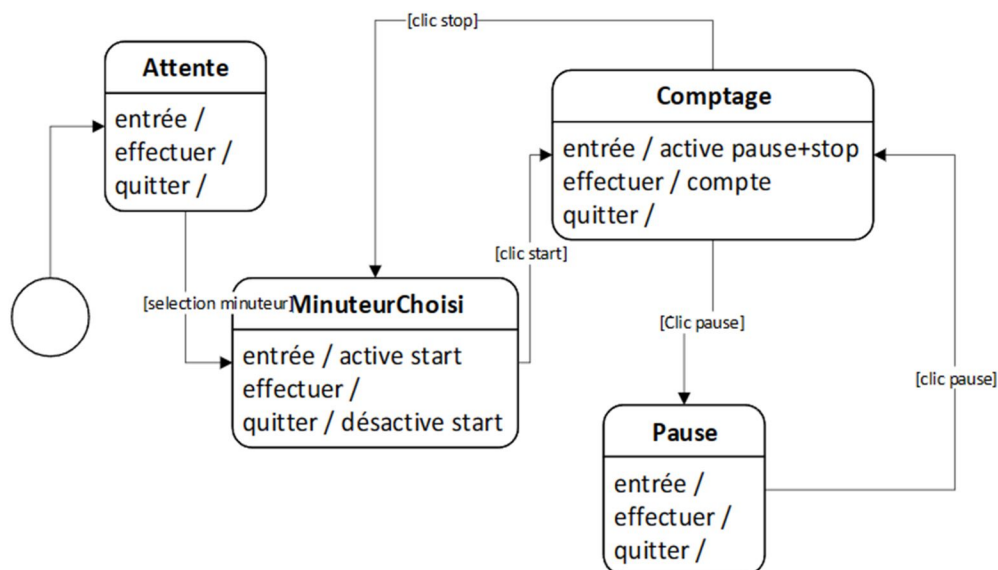 [clic stop]
Attente
entrée /
effectuer /
quitter /
Comptage
entrée / active pause+stop
effectuer / compte
quitter /
[clic start]
[selection minuteur]
MinuteurChoisi
entrée / active start
effectuer /
quitter / désactive start
[Clic pause]
[clic pause]
Pause
entrée /
effectuer /
quitter /